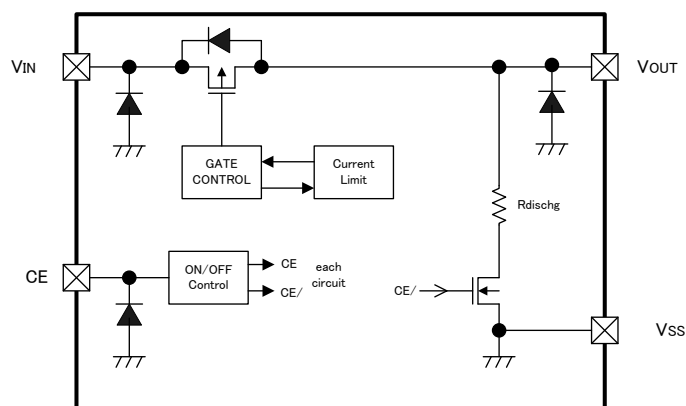 VIN
VOUT
GATE
CONTROL
Current
Limit
Rdischg
CE
ON/OFF
Control
CE
CE/
each
circuit
CE/
VSS